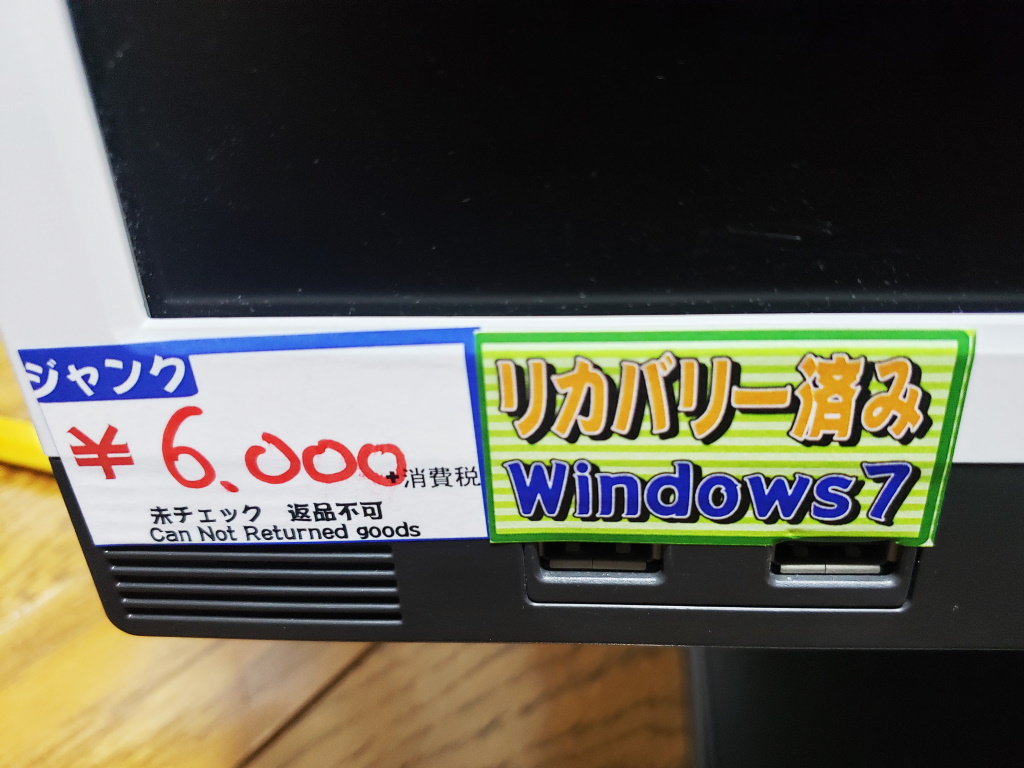 ジャンク
¥ 6,000+消費税
未チェック 返品不可
Can Not Returned goods
リカバリー済み
Windows7